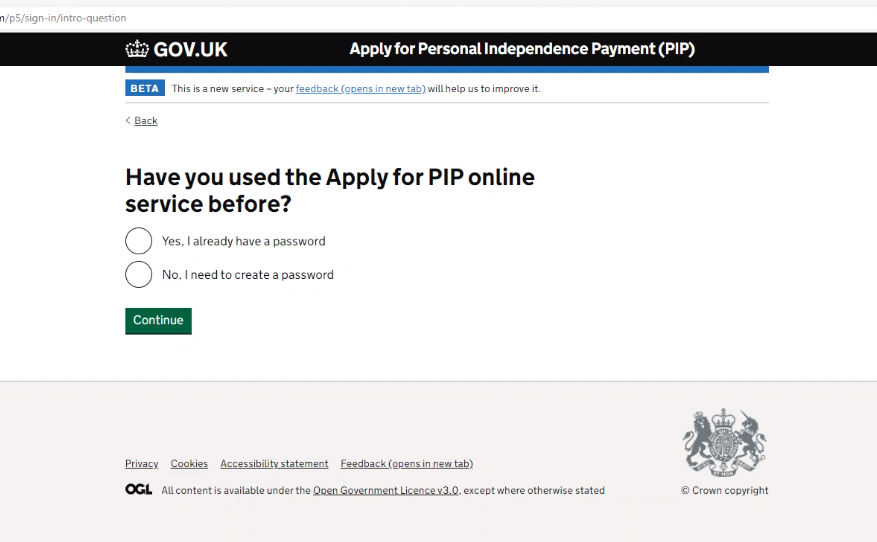 m/p5/sign-in/intro-question
GOV.UK
Apply for Personal Independence Payment (PIP)
BETA This is a new service – your feedback (opens in new tab) will help us to improve it.
Back
Have you used the Apply for PIP online
service before?
Yes, I already have a password
No, I need to create a password
Continue
Privacy Cookies Accessibility statement Feedback (opens in new tab)
OGL All content is available under the Open Government Licence v3.0, except where otherwise stated
© Crown copyright